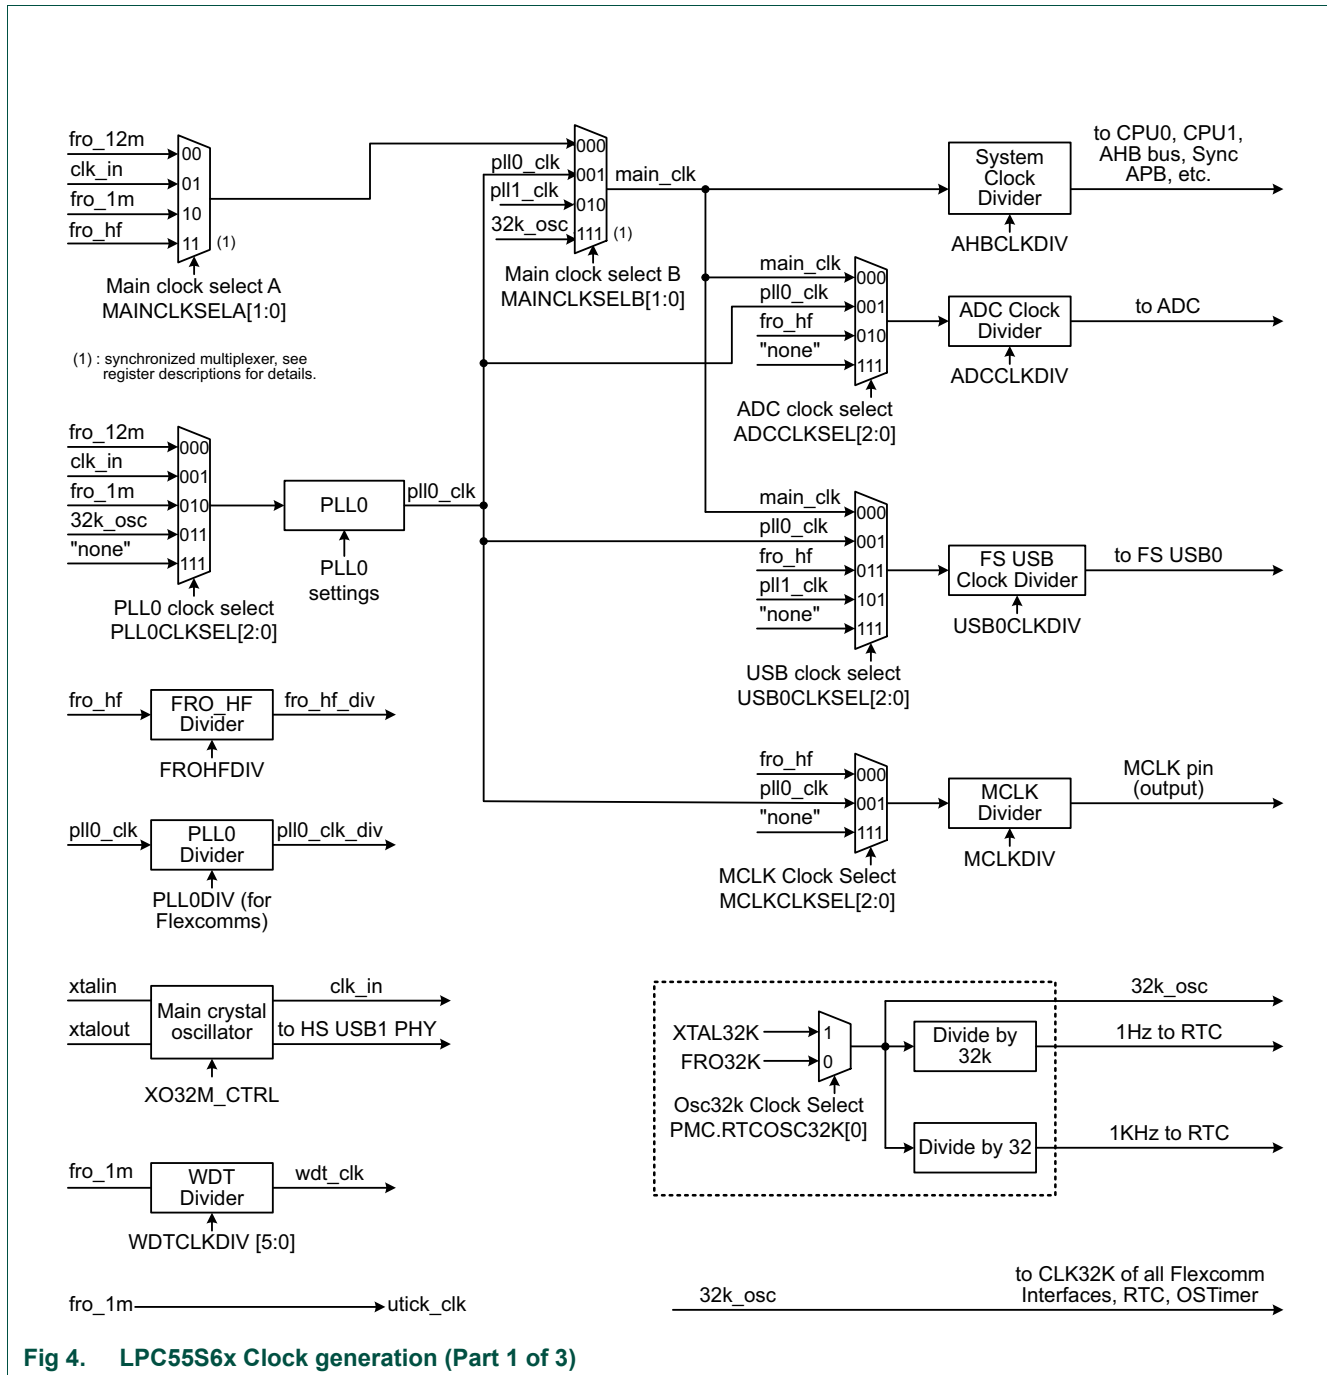 fro_12m
clk_in
fro_1m
fro_hf
00
01
10
11
(1)
Main clock select A
MAINCLKSELA[1:0]
(1) : synchronized multiplexer, see
register descriptions for details.
pll0_clk
pll1_clk
32k_osc
000
001
010
111
(1)
main_clk
Main clock select B
MAINCLKSELB[1:0]
System
Clock
Divider
AHBCLKDIV
to CPU0, CPU1,
AHB bus, Sync
APB, etc.
main_clk
pll0_clk
fro_hf
"none"
000
001
010
111
ADC clock select
ADCCLKSEL[2:0]
ADC Clock
Divider
ADCCLKDIV
to ADC
fro_12m
clk_in
fro_1m
32k_osc
"none"
000
001
010
011
111
PLL0 clock select
PLL0CLKSEL[2:0]
PLL0
PLL0
settings
pll0_clk
main_clk
pll0_clk
fro_hf
pll1_clk
"none"
000
001
011
101
111
USB clock select
USB0CLKSEL[2:0]
FS USB
Clock Divider
USB0CLKDIV
to FS USB0
fro_hf
FRO_HF
Divider
fro_hf_div
FROHFDIV
fro_hf
pll0_clk
"none"
000
001
111
MCLK Clock Select
MCLKCLKSEL[2:0]
MCLK
Divider
MCLKDIV
MCLK pin
(output)
pll0_clk
PLL0
Divider
pll0_clk_div
PLL0DIV (for
Flexcomms)
xtalin
xtalout
Main crystal
oscillator
clk_in
to HS USB1 PHY
XO32M_CTRL
XTAL32K
FRO32K
1
0
Osc32k Clock Select
PMC.RTCOSC32K[0]
32k_osc
Divide by
32k
1Hz to RTC
Divide by 32
1KHz to RTC
fro_1m
WDT
Divider
wdt_clk
WDTCLKDIV [5:0]
fro_1m
utick_clk
32k_osc
to CLK32K of all Flexcomm
Interfaces, RTC, OSTimer
Fig 4. LPC55S6x Clock generation (Part 1 of 3)